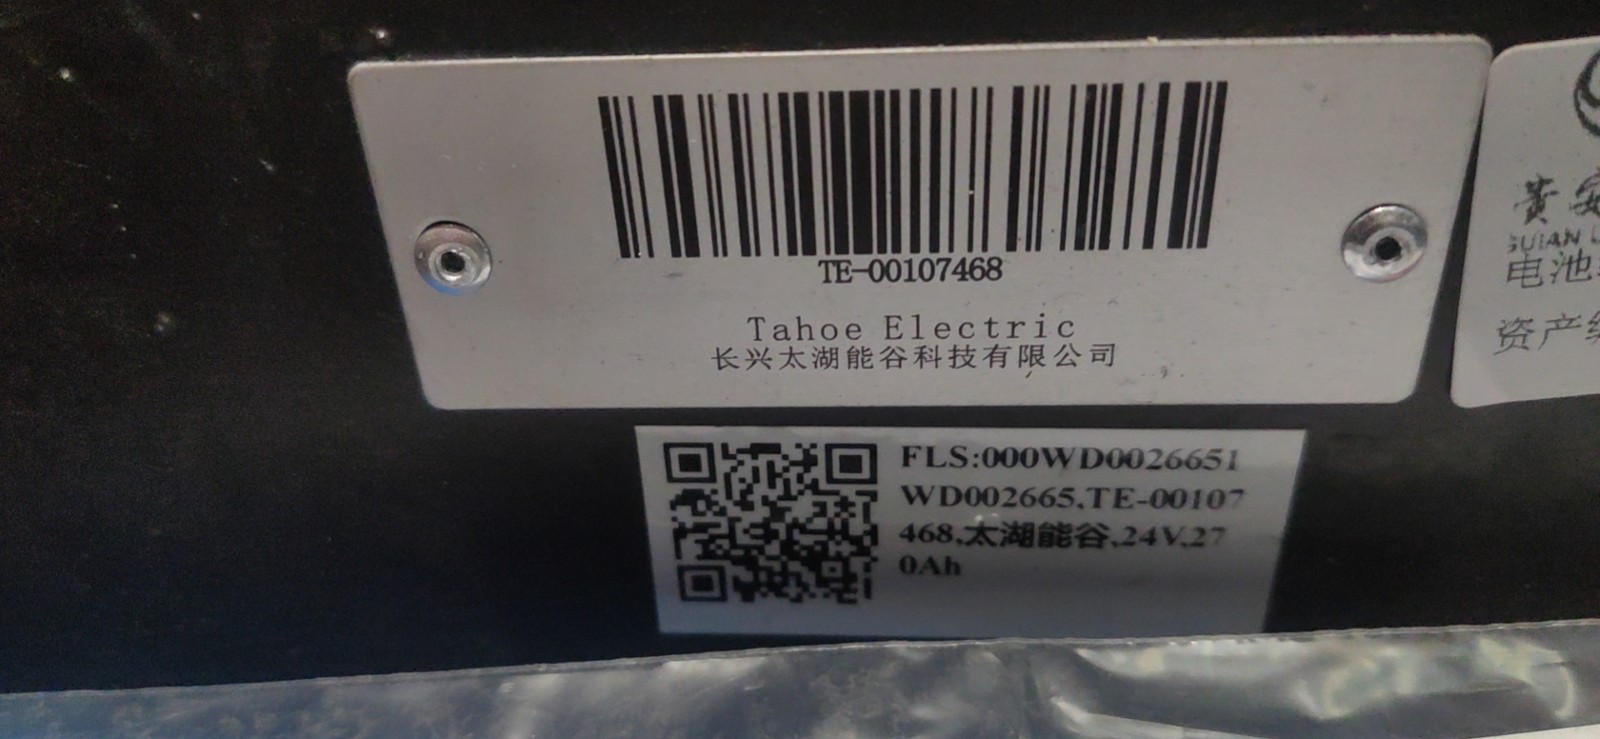 TE-00107468
Tahoe Electric
长兴太湖能谷科技有限公司
FLS:000WD0026651
WD002665,TE-00107
468,太湖能谷,24V,27
0Ah
电池
资产